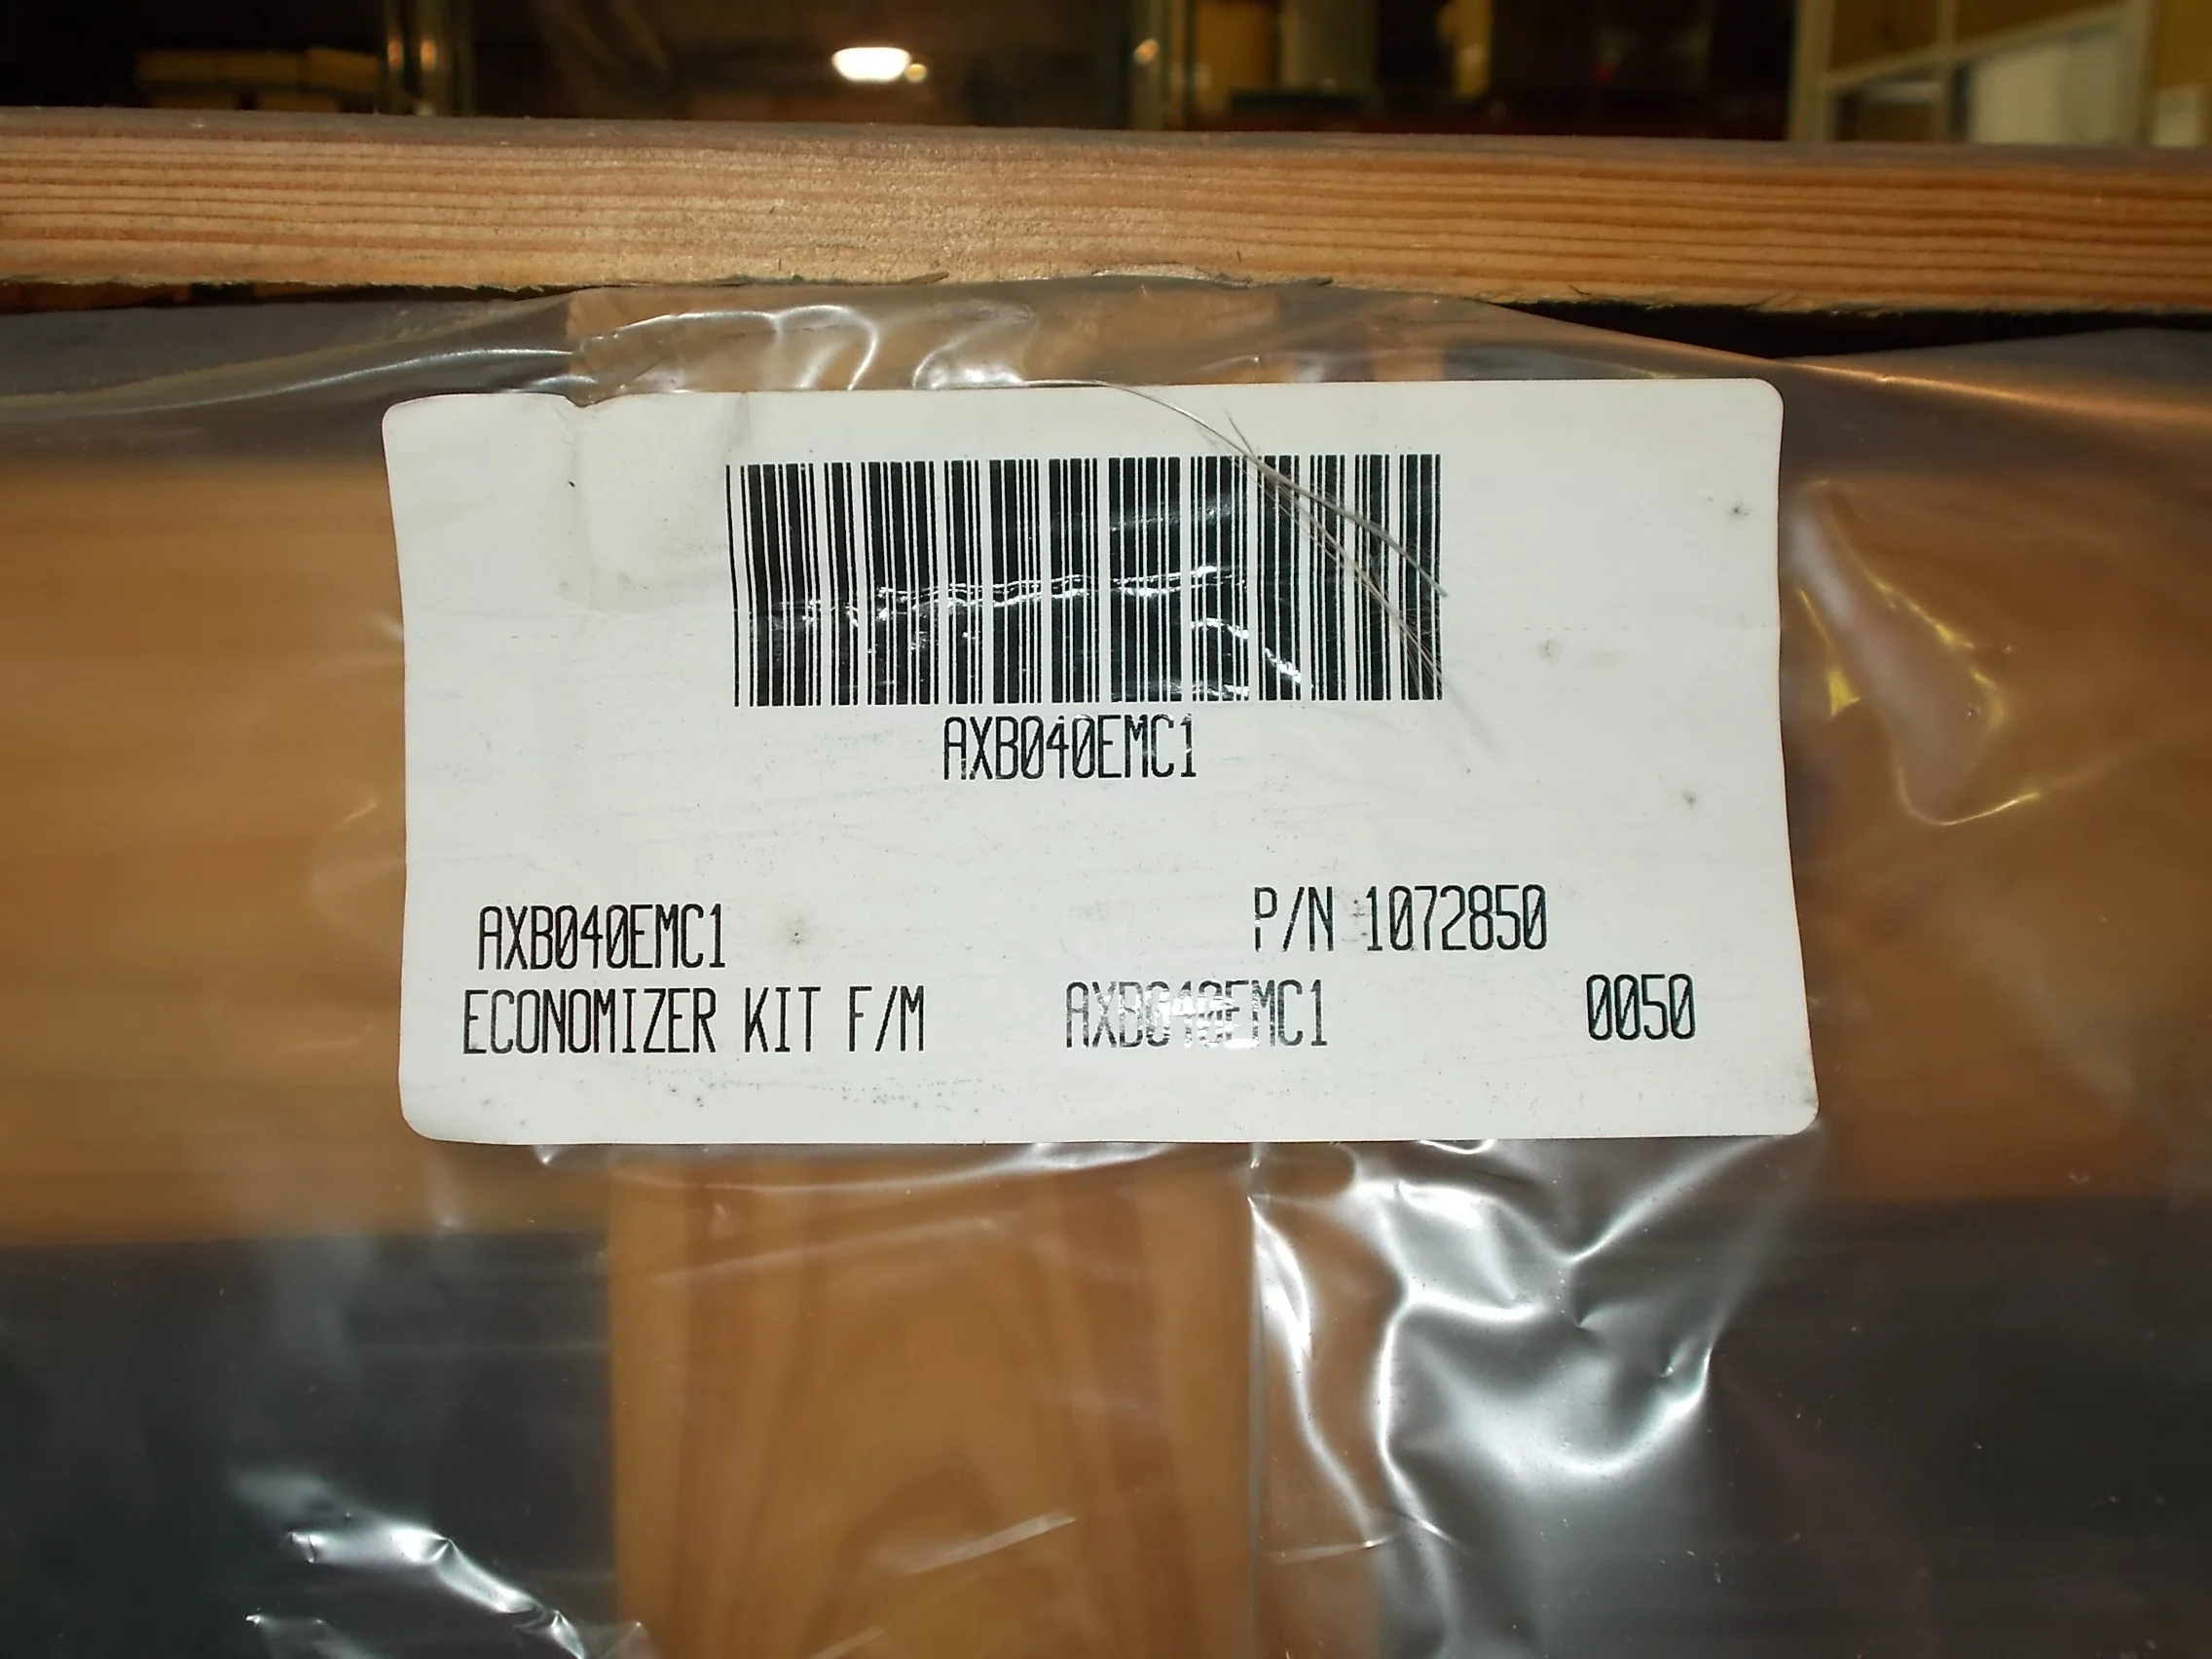 AXB040EMC1
AXB040EMC1 P/N 1072850
ECONOMIZER KIT F/M AXB040EMC1 0050